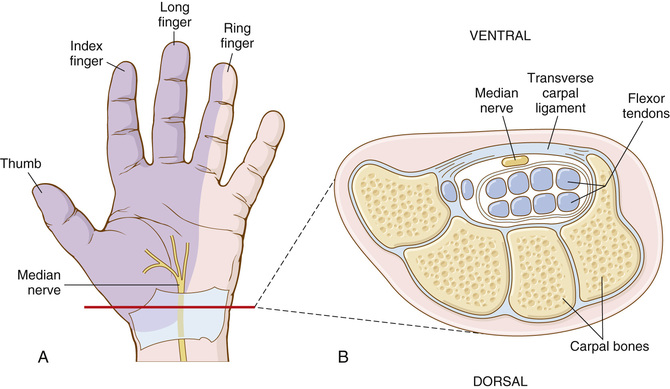 Long
finger
Ring
finger
Index
finger
Thumb
Median
nerve
A
VENTRAL
Transverse
carpal
ligament
Median
nerve
Flexor
tendons
Carpal bones
B
DORSAL